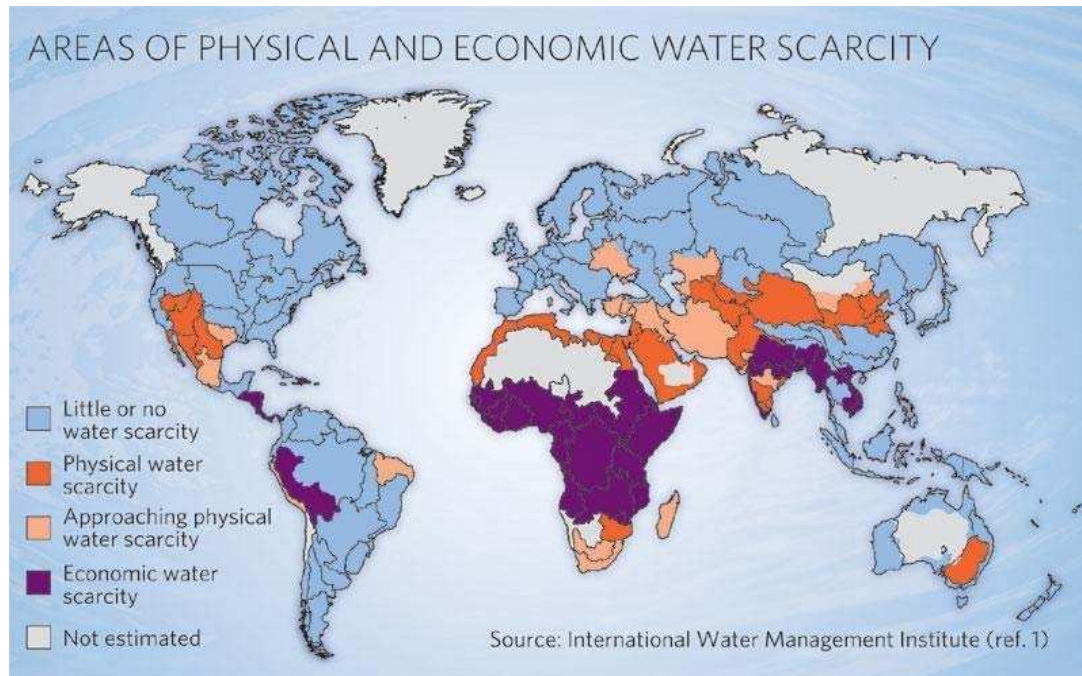 AREAS OF PHYSICAL AND ECONOMIC WATER SCARCITY
Little or no
water scarcity
Physical water
scarcity
Approaching physical
water scarcity
Economic water
scarcity
Not estimated
Source: International Water Management Institute (ref. 1)